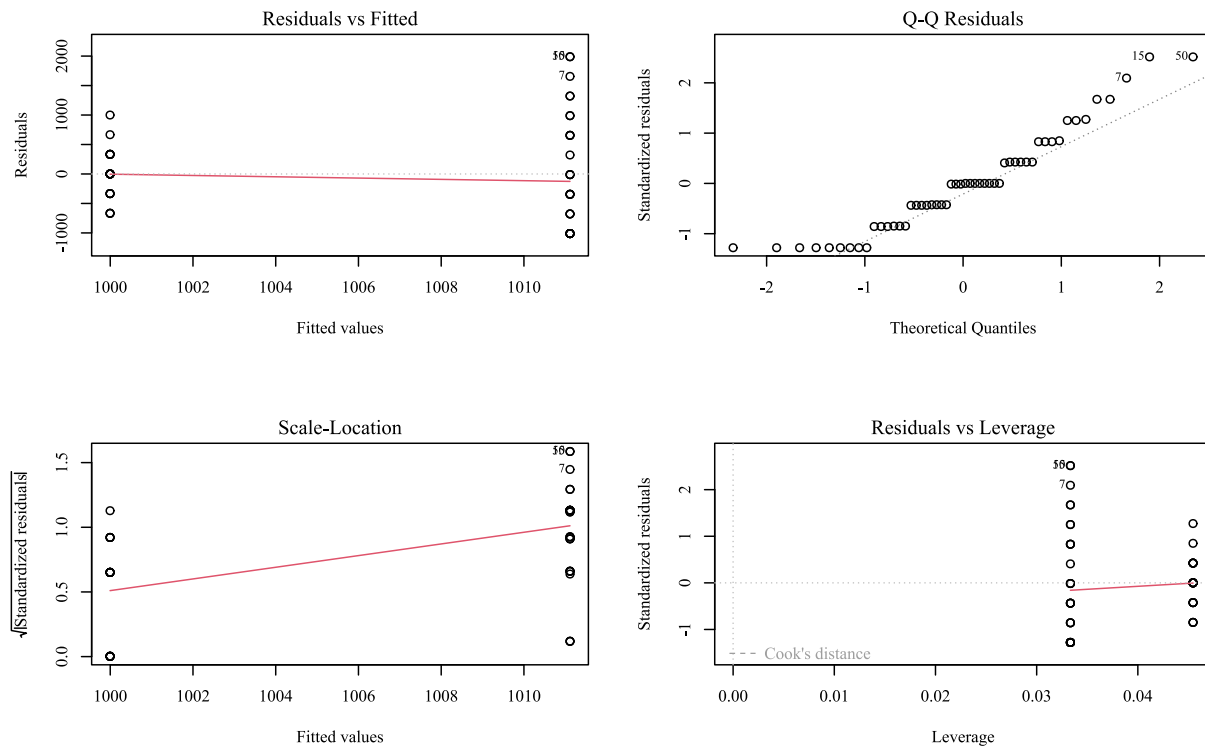 Residuals vs Fitted
2000
1000
0
-1000
Residuals
7
1000 1002 1004 1006 1008 1010
Fitted values
Q-Q Residuals
2
1
0
-1
Standardized residuals
15 50
7
-2 -1 0 1 2
Theoretical Quantiles
Scale-Location
1.5
1.0
0.5
0.0
√|Standardized residuals|
7
1000 1002 1004 1006 1008 1010
Fitted values
Residuals vs Leverage
2
1
0
-1
Standardized residuals
7
Cook's distance
0.00 0.01 0.02 0.03 0.04
Leverage